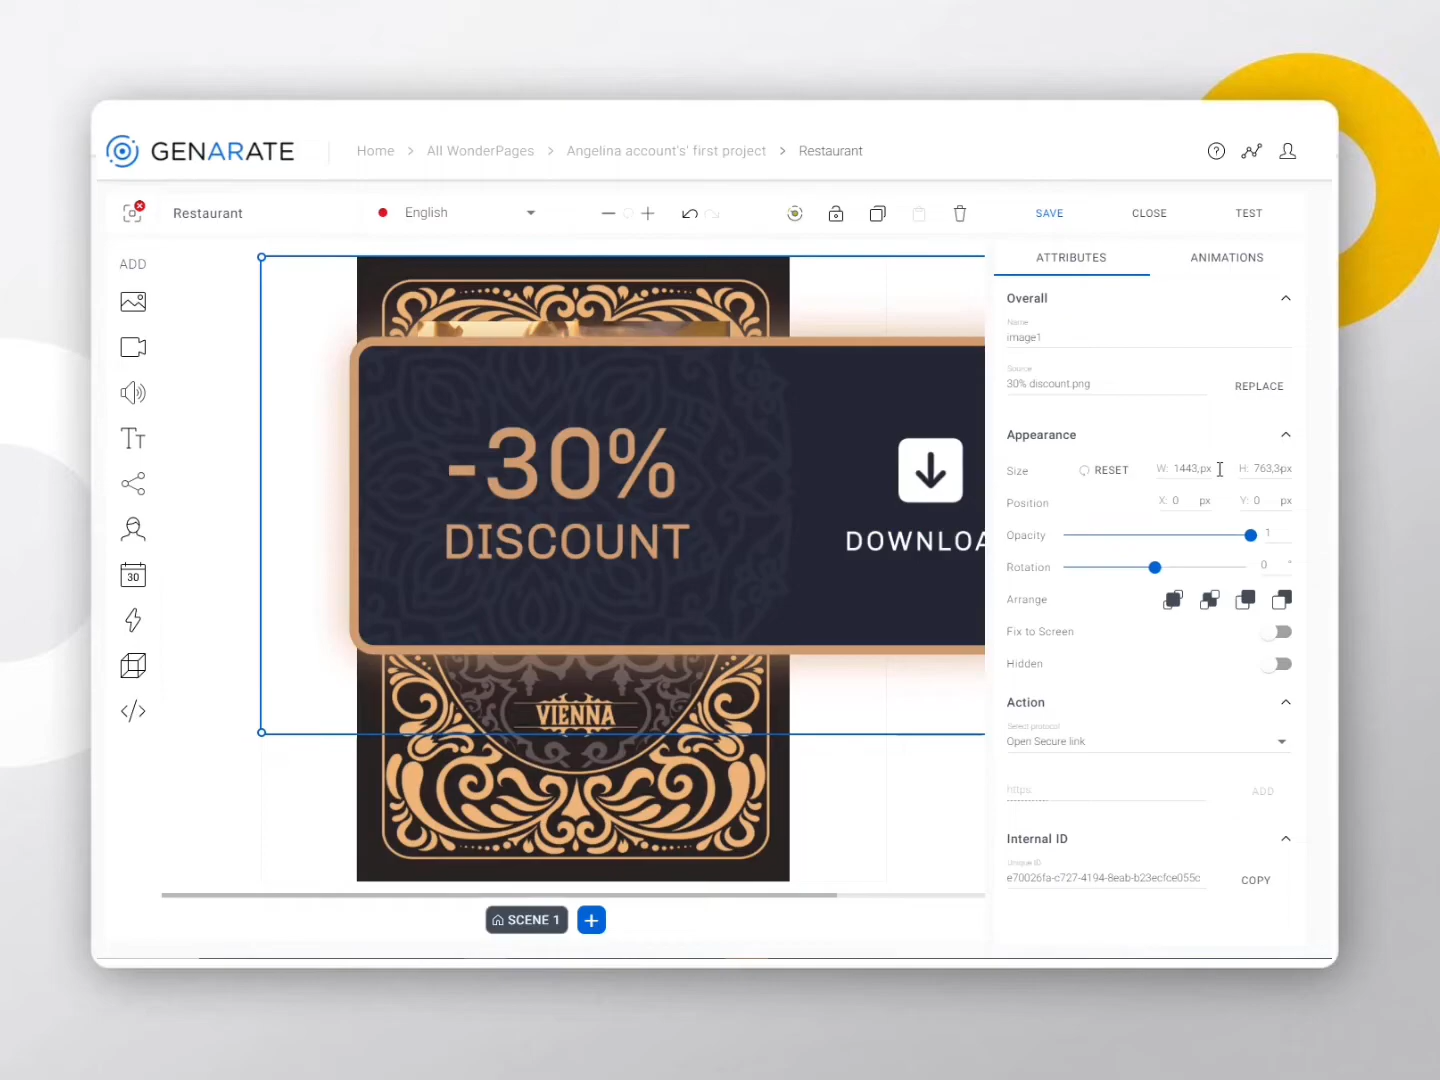 GENARATE
Home > All WonderPages > Angelina account's' first project > Restaurant
Restaurant
English
SAVE
CLOSE
TEST
ADD
ATTRIBUTES
ANIMATIONS
Overall
Name
image1
Source
30% discount.png
REPLACE
Appearance
Size
RESET
W: 1443,px
H: 763,3px
Position
X: 0 px
Y: 0 px
Opacity
1
Rotation
0 °
Arrange
Fix to Screen
Hidden
Action
Select protocol
Open Secure link
https:
ADD
Internal ID
Unique ID
e70026fa-c727-4194-8eab-b23ecfce055c
COPY
30
-30%
DISCOUNT
DOWNLOA
VIENNA
SCENE 1